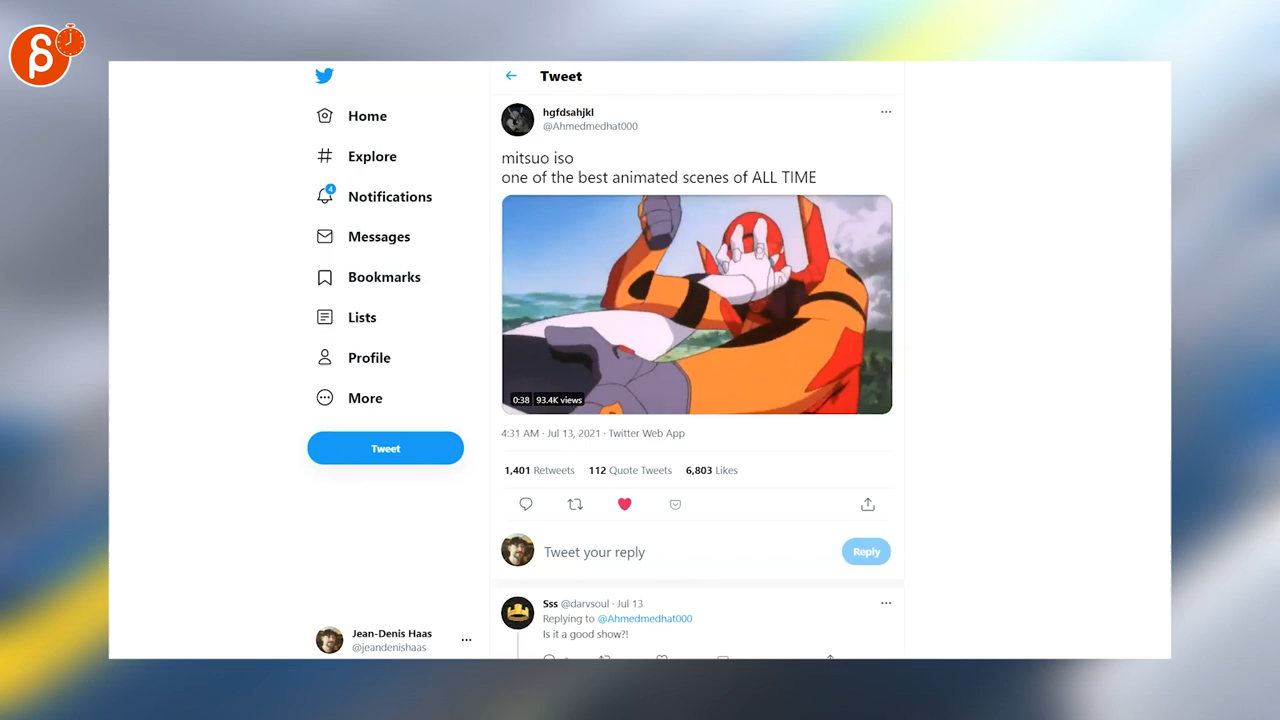 Tweet
Home
Explore
4
Notifications
Messages
Bookmarks
Lists
Profile
More
Tweet
Jean-Denis Haas
@jeandenishaas
hgfdsahjkl
@Ahmedmedhat000
mitsuo iso
one of the best animated scenes of ALL TIME
0:38 93.4K views
4:31 AM · Jul 13, 2021 · Twitter Web App
1,401 Retweets 112 Quote Tweets 6,803 Likes
Tweet your reply
Reply
Sss @darvsoul · Jul 13
Replying to @Ahmedmedhat000
Is it a good show?!